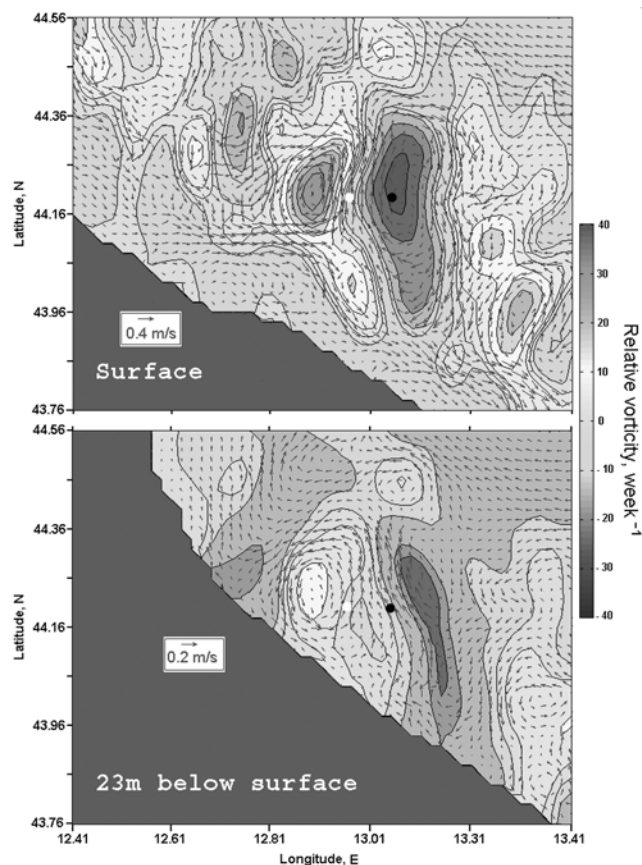 44.56
44.36
44.16
43.96
43.76
Latitude, N
0.4 m/s
Surface
44.56
44.36
44.16
43.96
43.76
Latitude, N
0.2 m/s
23m below surface
12.41 12.61 12.81 13.01 13.21 13.41
Longitude, E
40
30
20
10
0
-10
-20
-30
-40
Relative vorticity, week -1